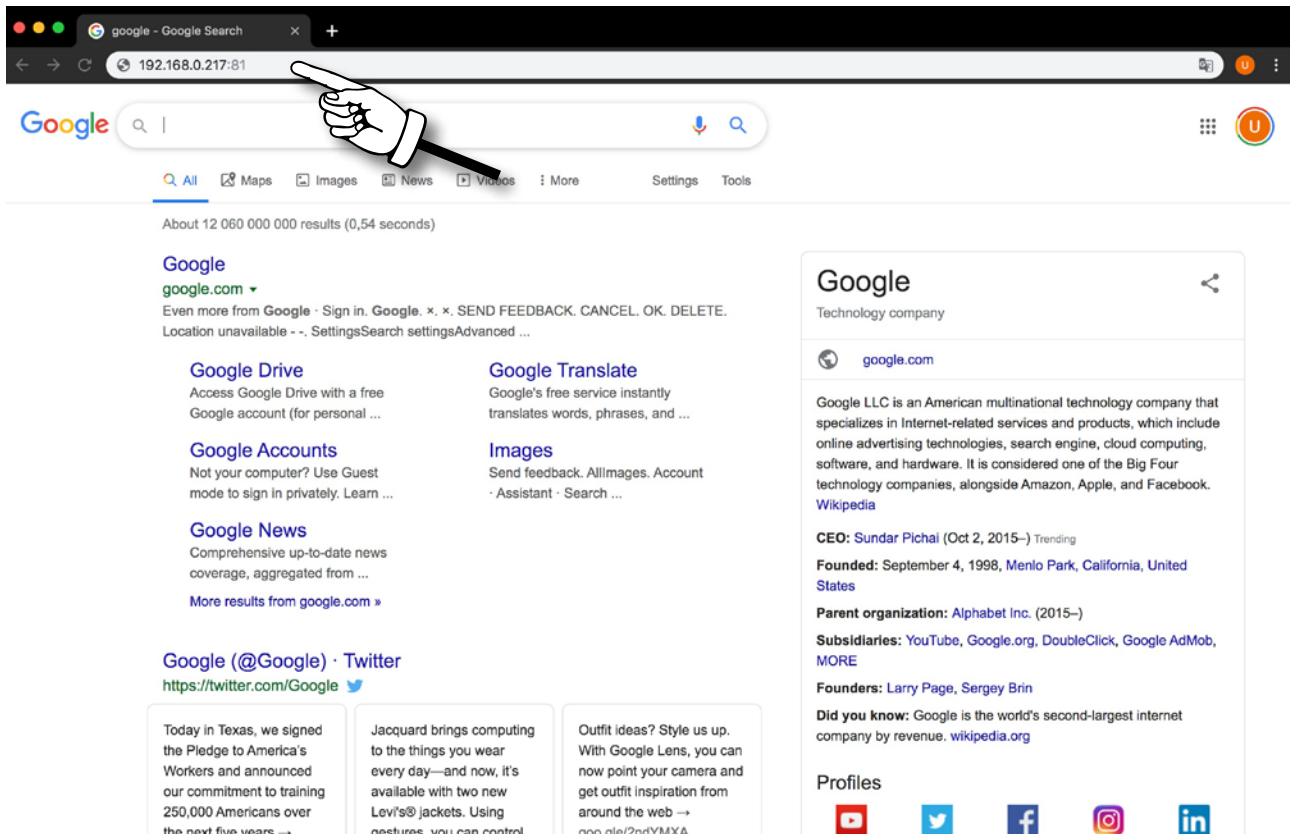 google - Google Search
192.168.0.217:81
U
Google
U
All Maps Images News Videos More Settings Tools
About 12 060 000 000 results (0,54 seconds)
Google
google.com
Even more from Google · Sign in. Google. ×. ×. SEND FEEDBACK. CANCEL. OK. DELETE.
Location unavailable - -. SettingsSearch settingsAdvanced ...
Google Drive
Access Google Drive with a free
Google account (for personal ...
Google Translate
Google's free service instantly
translates words, phrases, and ...
Google Accounts
Not your computer? Use Guest
mode to sign in privately. Learn ...
Images
Send feedback. AllImages. Account
· Assistant · Search ...
Google News
Comprehensive up-to-date news
coverage, aggregated from ...
More results from google.com »
Google (@Google) · Twitter
https://twitter.com/Google
Today in Texas, we signed
the Pledge to America's
Workers and announced
our commitment to training
250,000 Americans over
the next five years →
Jacquard brings computing
to the things you wear
every day—and now, it's
available with two new
Levi's® jackets. Using
gestures, you can control
Outfit ideas? Style us up.
With Google Lens, you can
now point your camera and
get outfit inspiration from
around the web →
goo.gle/2ndYMXA
Google
Technology company
google.com
Google LLC is an American multinational technology company that
specializes in Internet-related services and products, which include
online advertising technologies, search engine, cloud computing,
software, and hardware. It is considered one of the Big Four
technology companies, alongside Amazon, Apple, and Facebook.
Wikipedia
CEO: Sundar Pichai (Oct 2, 2015–) Trending
Founded: September 4, 1998, Menlo Park, California, United
States
Parent organization: Alphabet Inc. (2015–)
Subsidiaries: YouTube, Google.org, DoubleClick, Google AdMob,
MORE
Founders: Larry Page, Sergey Brin
Did you know: Google is the world's second-largest internet
company by revenue. wikipedia.org
Profiles